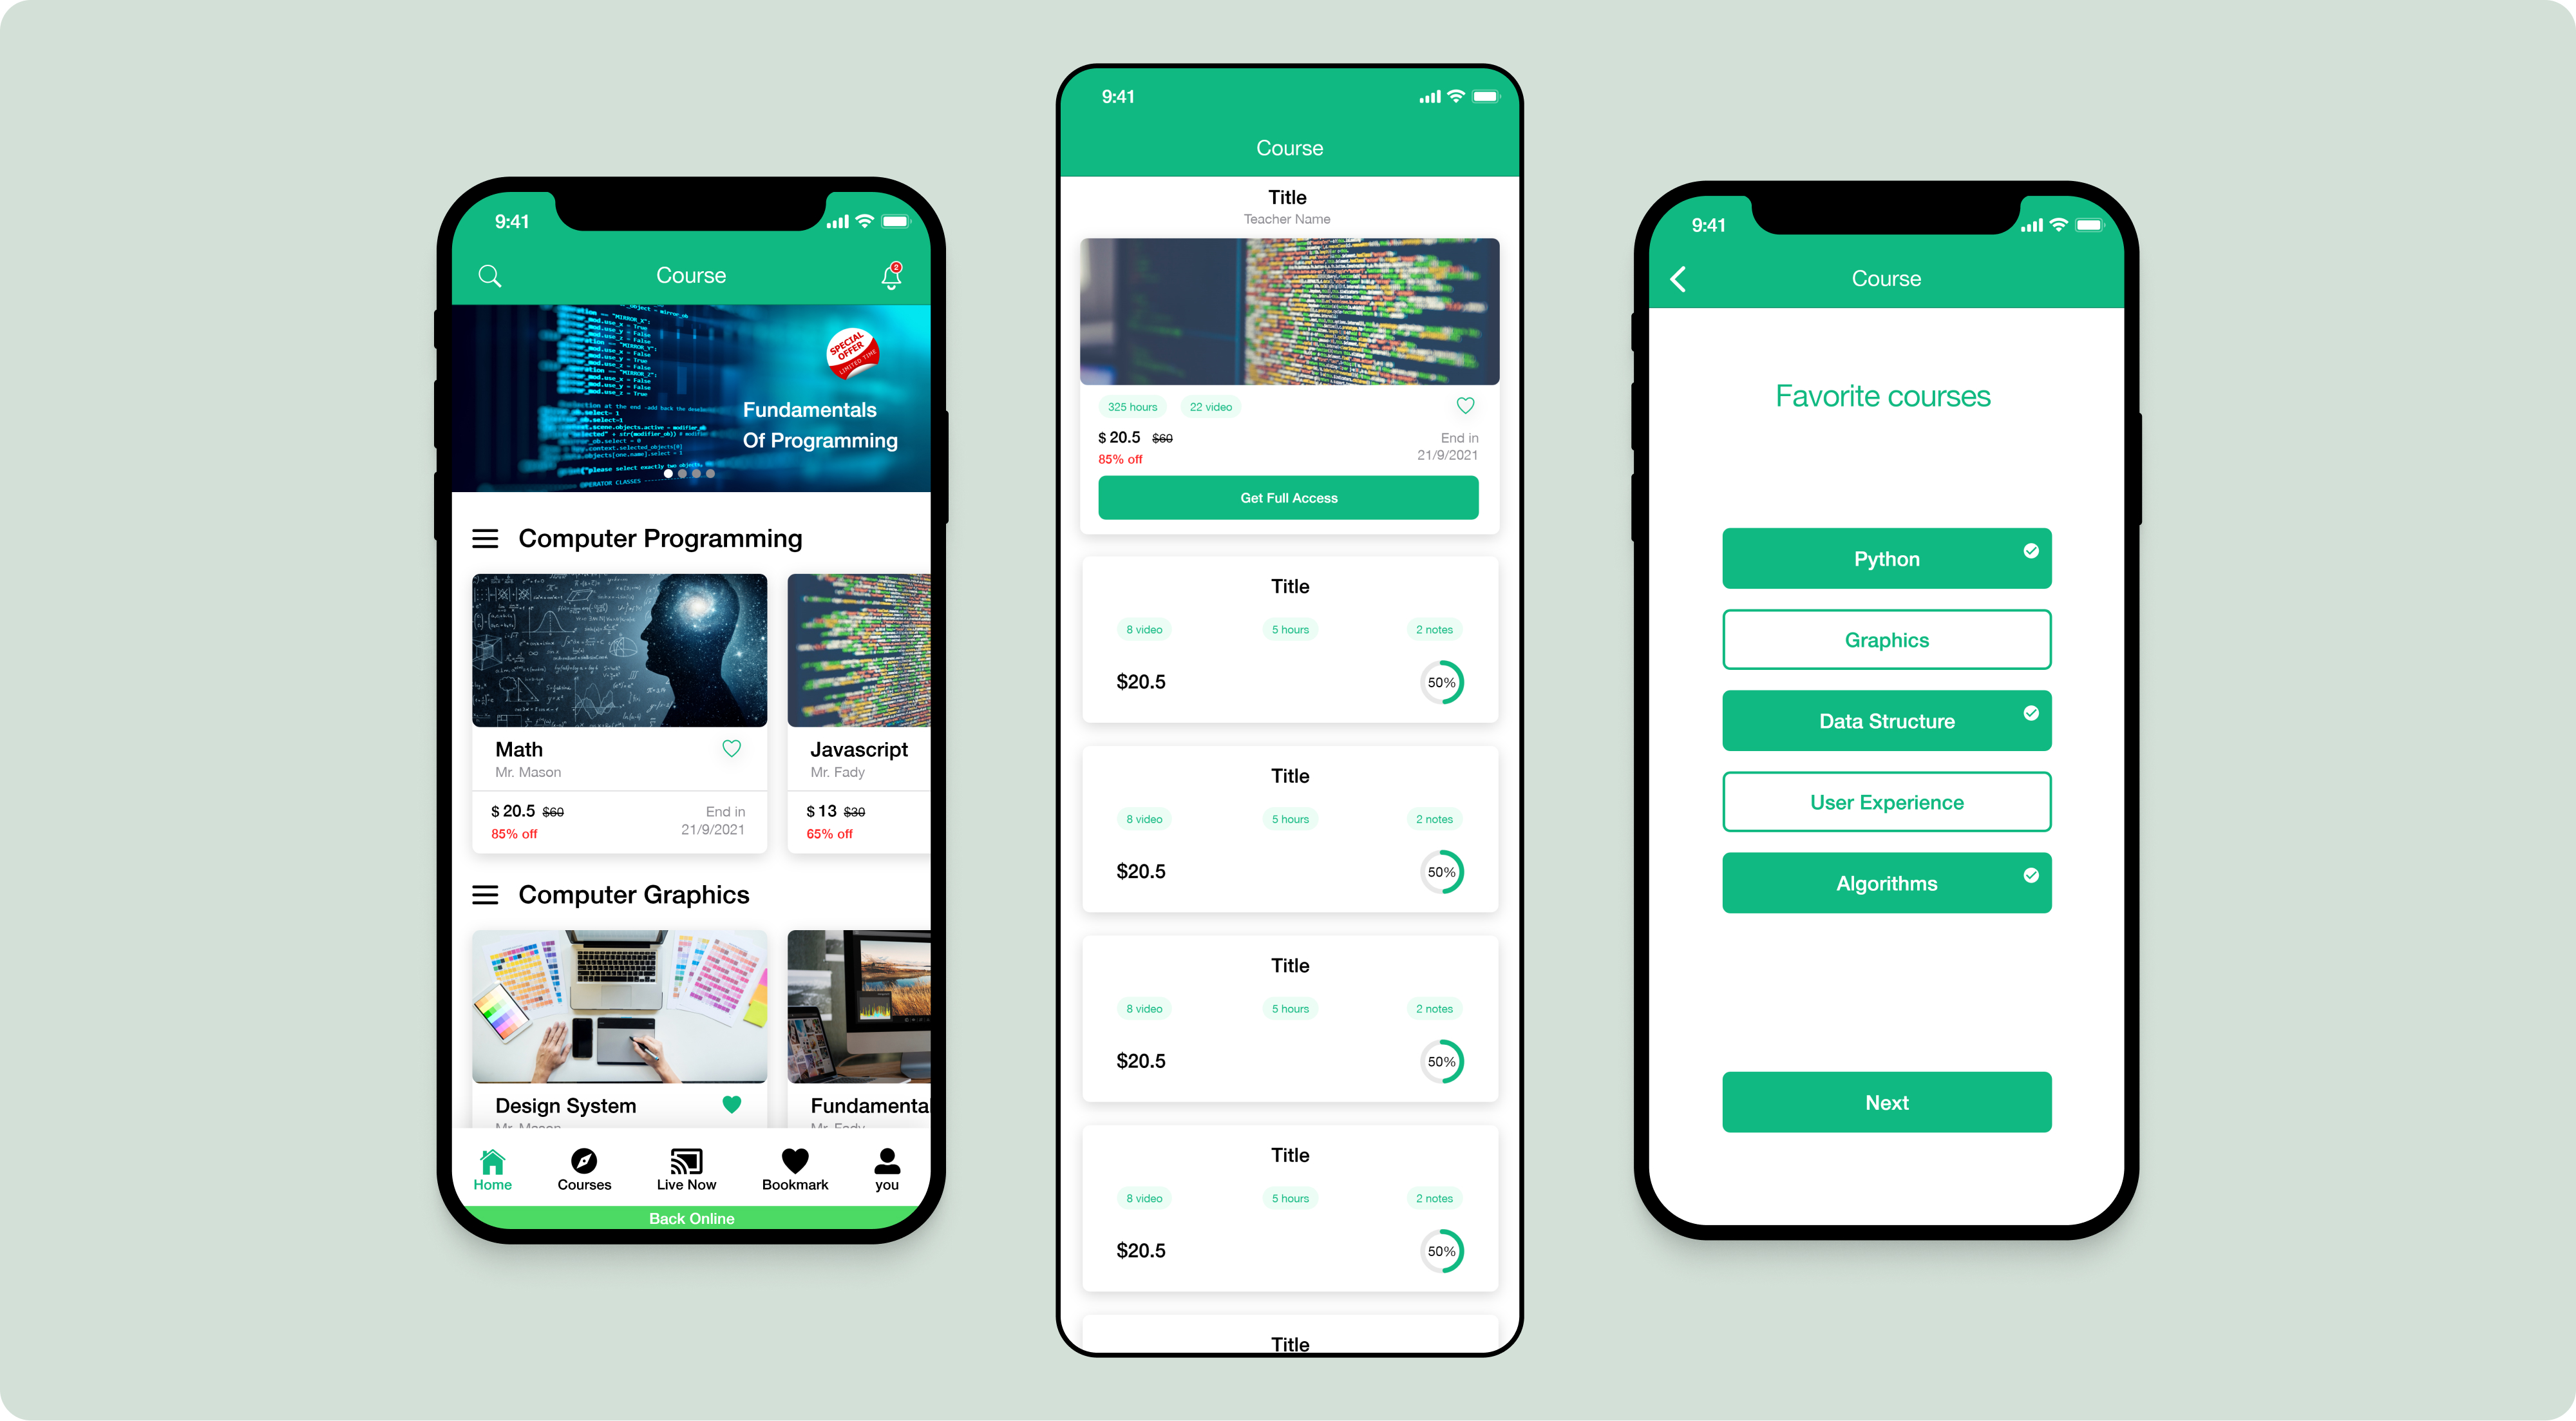 9:41
Course
2
SPECIAL
OFFER
LIMITED TIME
Fundamentals
Of Programming
Computer Programming
Math
Mr. Mason
$ 20.5 $60
85% off
End in
21/9/2021
Javascript
Mr. Fady
$ 13 $30
65% off
Computer Graphics
Design System
Mr. Mason
Fundamental
Mr. Fady
Home
Courses
Live Now
Bookmark
you
Back Online
9:41
Course
Title
Teacher Name
325 hours
22 video
$ 20.5 $60
85% off
End in
21/9/2021
Get Full Access
Title
8 video
5 hours
2 notes
$20.5
50%
Title
8 video
5 hours
2 notes
$20.5
50%
Title
8 video
5 hours
2 notes
$20.5
50%
Title
8 video
5 hours
2 notes
$20.5
50%
Title
9:41
Course
Favorite courses
Python
Graphics
Data Structure
User Experience
Algorithms
Next